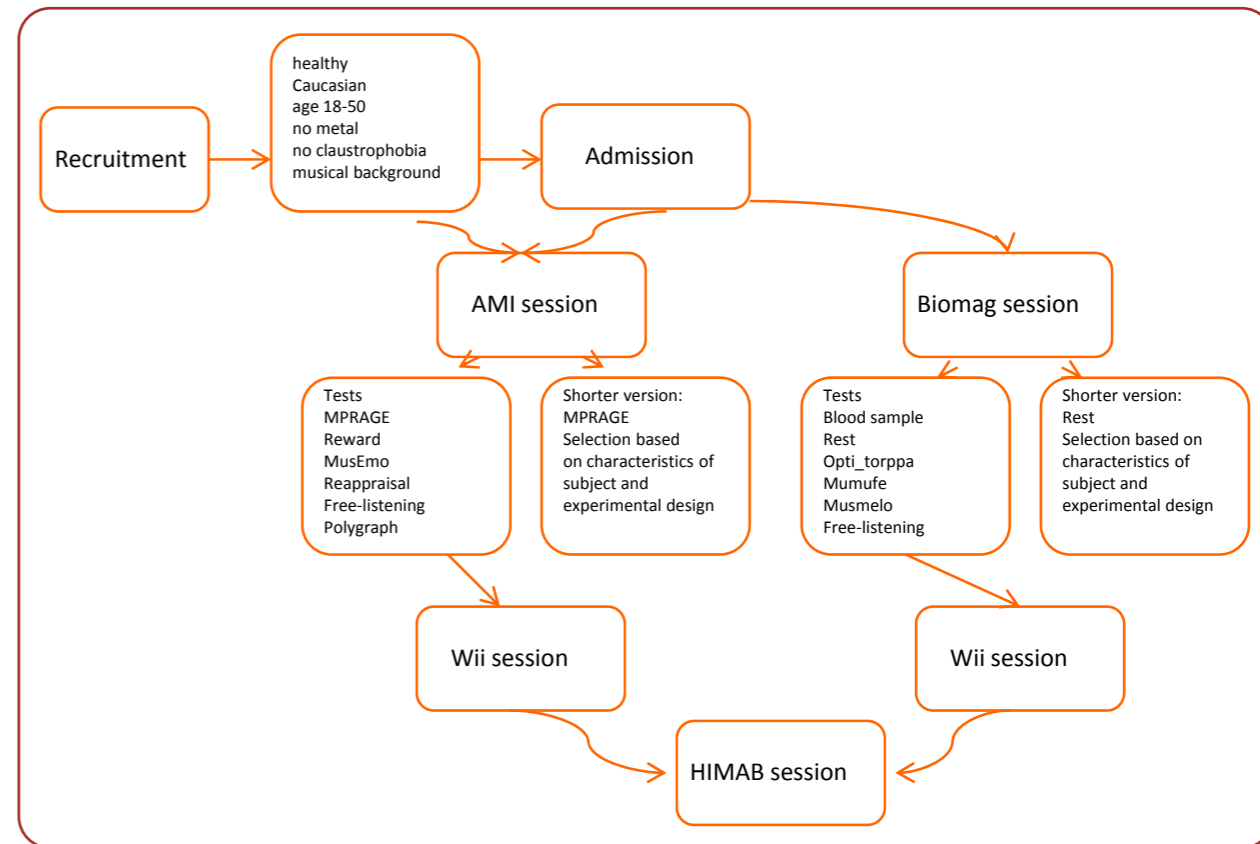 Recruitment
healthy
Caucasian
age 18-50
no metal
no claustrophobia
musical background
Admission
AMI session
Biomag session
Tests
MPRAGE
Reward
MusEmo
Reappraisal
Free-listening
Polygraph
Shorter version:
MPRAGE
Selection based
on characteristics of
subject and
experimental design
Tests
Blood sample
Rest
Opti_torppa
Mumufe
Musmelo
Free-listening
Shorter version:
Rest
Selection based on
characteristics of
subject and
experimental design
Wii session
Wii session
HIMAB session